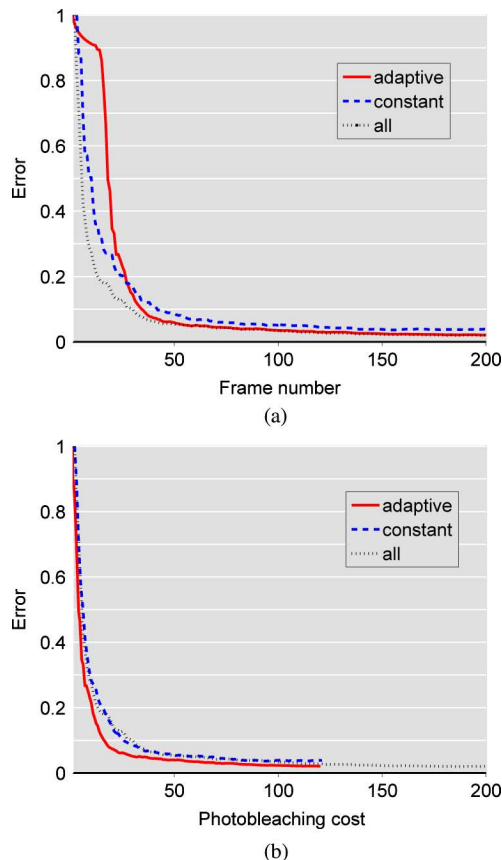 1
0.8
0.6
0.4
0.2
0
Error
adaptive
constant
all
50
100
150
200
Frame number
(a)
1
0.8
0.6
0.4
0.2
0
Error
adaptive
constant
all
50
100
150
200
Photobleaching cost
(b)